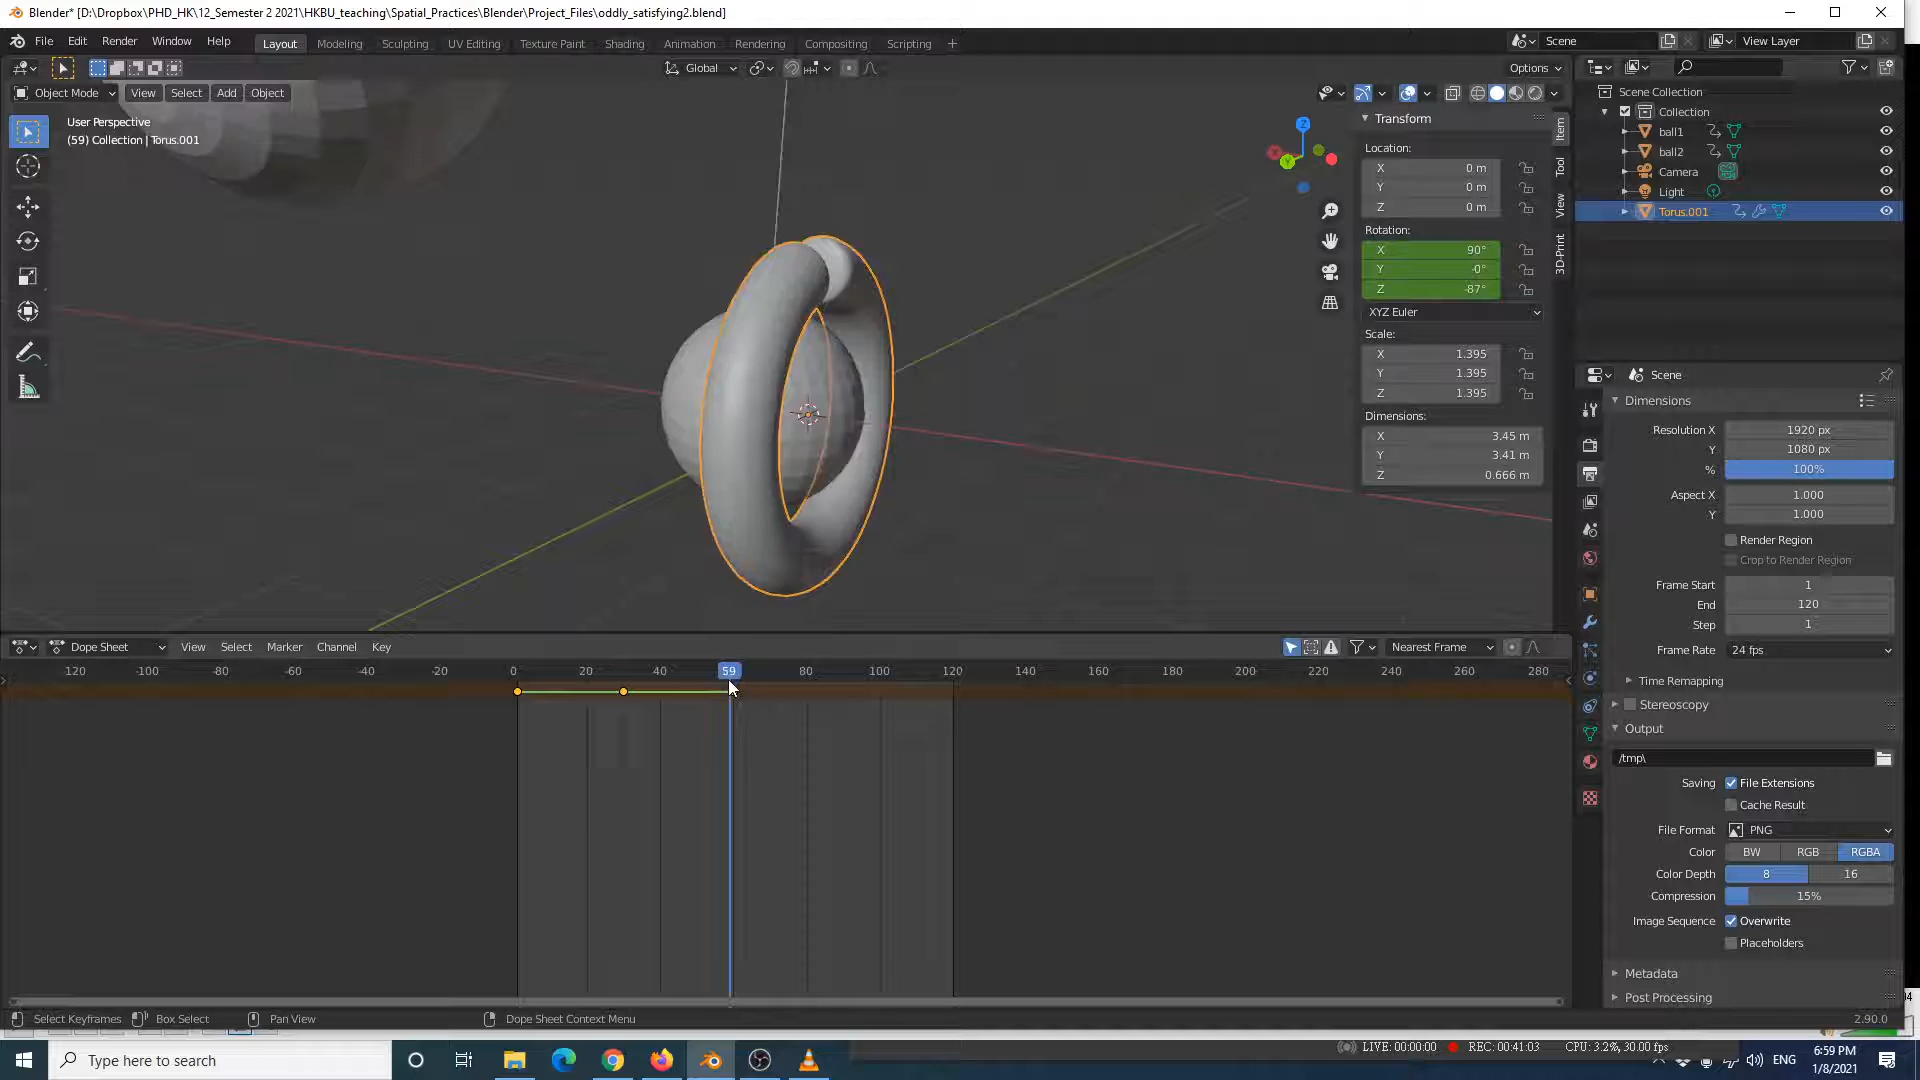 Blender* [D:\Dropbox\PHD_HK\12_Semester 2 2021\HKBU_teaching\Spatial_Practices\Blender\Project_Files\oddly_satisfying2.blend]
File Edit Render Window Help Layout Modeling Sculpting UV Editing Texture Paint Shading Animation Rendering Compositing Scripting + Scene View Layer
Global Options
Object Mode View Select Add Object
User Perspective
(59) Collection | Torus.001
Z
Y
Transform
Location:
X 0 m
Y 0 m
Z 0 m
Rotation:
X 90°
Y -0°
Z -87°
XYZ Euler
Scale:
X 1.395
Y 1.395
Z 1.395
Dimensions:
X 3.45 m
Y 3.41 m
Z 0.666 m
Item
Tool
View
3D-Print
Scene Collection
Collection
ball1
ball2
Camera
Light
Torus.001
Scene
Dimensions
Resolution X 1920 px
Y 1080 px
% 100%
Aspect X 1.000
Y 1.000
Render Region
Crop to Render Region
Frame Start 1
End 120
Step 1
Frame Rate 24 fps
Time Remapping
Stereoscopy
Output
/tmp\
Saving File Extensions
Cache Result
File Format PNG
Color BW RGB RGBA
Color Depth 8 16
Compression 15%
Image Sequence Overwrite
Placeholders
Metadata
Post Processing
Dope Sheet View Select Marker Channel Key Nearest Frame
120 -100 -80 -60 -40 -20 0 20 40 59 80 100 120 140 160 180 200 220 240 260 280
Select Keyframes Box Select Pan View Dope Sheet Context Menu 2.90.0
Type here to search
LIVE: 00:00:00 REC: 00:41:03 CPU: 3.2%, 30.00 fps
ENG
6:59 PM
1/8/2021